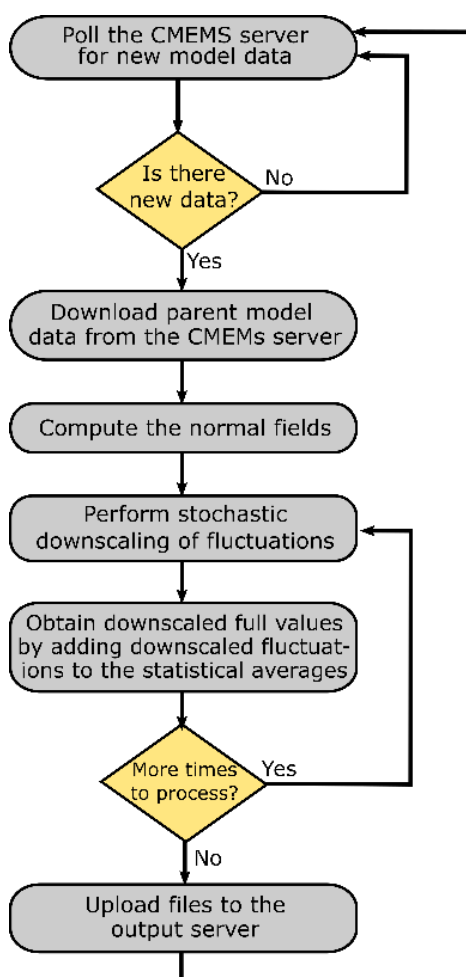 Poll the CMEMS server
for new model data
Is there
new data?
No
Yes
Download parent model
data from the CMEMs server
Compute the normal fields
Perform stochastic
downscaling of fluctuations
Obtain downscaled full values
by adding downscaled fluctuat-
ions to the statistical averages
More times
to process?
Yes
No
Upload files to the
output server